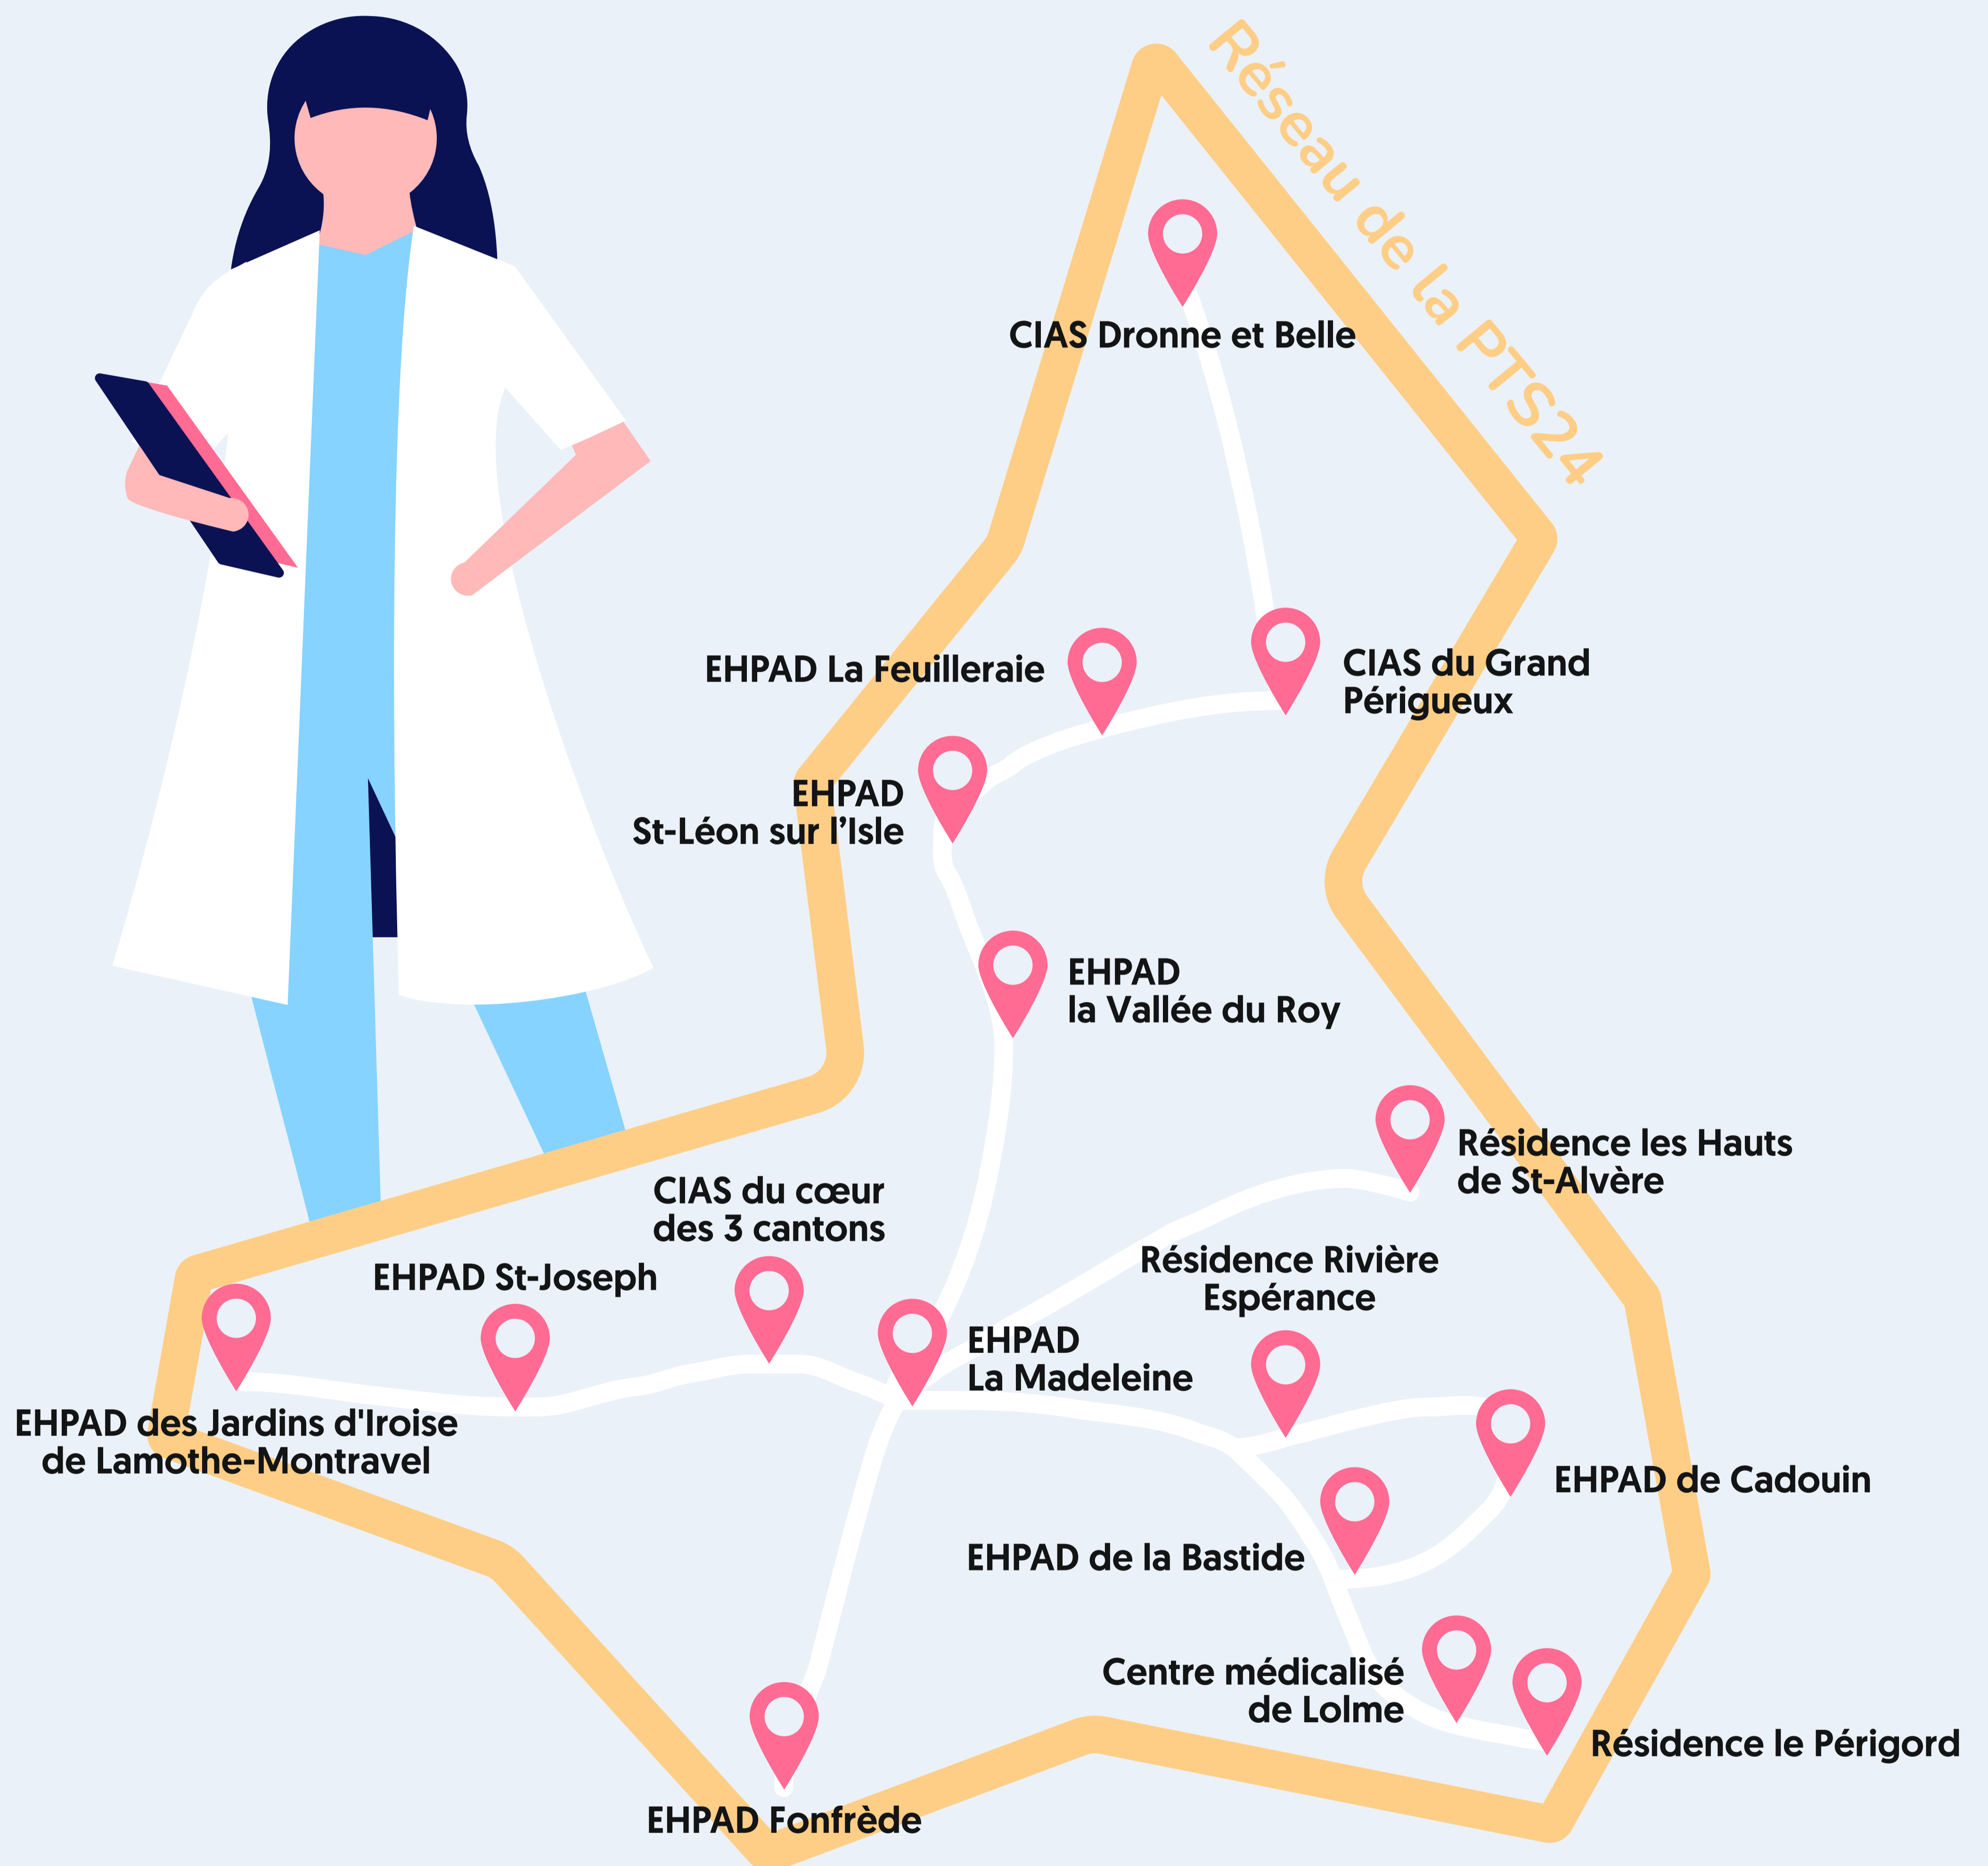 Réseau de la PTS24
CIAS Dronne et Belle
EHPAD La Feuilleraie
CIAS du Grand
Périgueux
EHPAD
St-Léon sur l'Isle
EHPAD
la Vallée du Roy
Résidence les Hauts
de St-Alvère
CIAS du cœur
des 3 cantons
EHPAD St-Joseph
Résidence Rivière
Espérance
EHPAD
La Madeleine
EHPAD des Jardins d'Iroise
de Lamothe-Montravel
EHPAD de Cadouin
EHPAD de la Bastide
Centre médicalisé
de Lolme
Résidence le Périgord
EHPAD Fonfrède